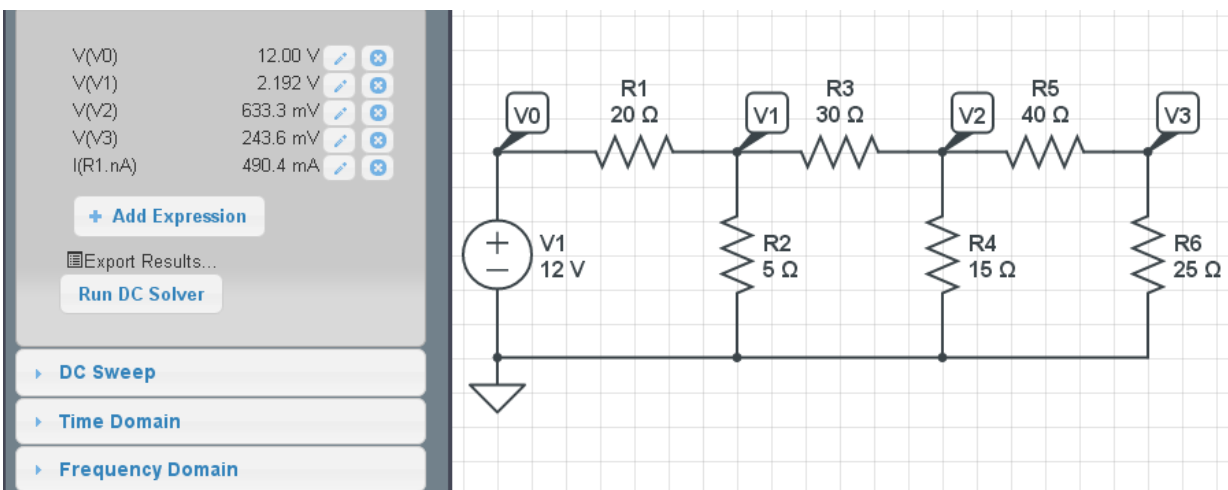 V(V0) 12.00 V
V(V1) 2.192 V
V(V2) 633.3 mV
V(V3) 243.6 mV
I(R1.nA) 490.4 mA
+ Add Expression
Export Results...
Run DC Solver
DC Sweep
Time Domain
Frequency Domain
R1 R3 R5
V0 20 Ω V1 30 Ω V2 40 Ω V3
+ V1 R2 R4 R6
− 12 V 5 Ω 15 Ω 25 Ω